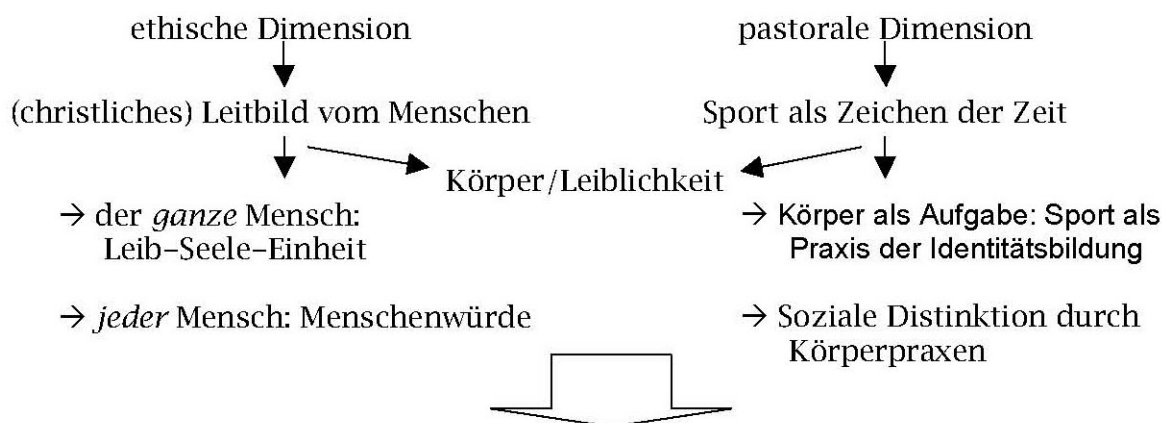 ethische Dimension
pastorale Dimension
(christliches) Leitbild vom Menschen
Sport als Zeichen der Zeit
Körper/Leiblichkeit
→ der ganze Mensch:
Leib-Seele-Einheit
→ jeder Mensch: Menschenwürde
→ Körper als Aufgabe: Sport als
Praxis der Identitätsbildung
→ Soziale Distinktion durch
Körperpraxen